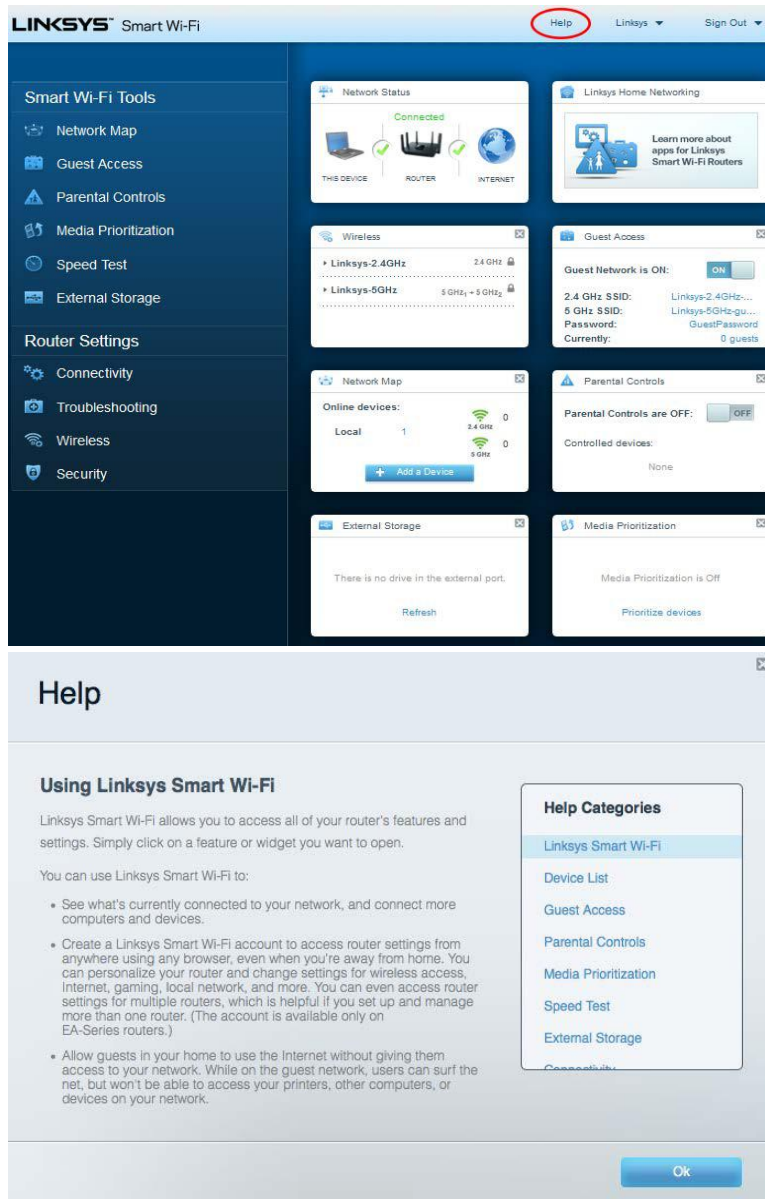 LINKSYS™ Smart Wi-Fi
Help
Linksys
Sign Out
Smart Wi-Fi Tools
Network Map
Guest Access
Parental Controls
Media Prioritization
Speed Test
External Storage
Router Settings
Connectivity
Troubleshooting
Wireless
Security
Network Status
Connected
THIS DEVICE
ROUTER
INTERNET
Linksys Home Networking
Learn more about
apps for Linksys
Smart Wi-Fi Routers
Wireless
Linksys-2.4GHz 2.4 GHz
Linksys-5GHz 5 GHz1 + 5 GHz2
Guest Access
Guest Network is ON: ON
2.4 GHz SSID: Linksys-2.4GHz-...
5 GHz SSID: Linksys-5GHz-gu...
Password: GuestPassword
Currently: 0 guests
Network Map
Online devices:
Local 1
0
2.4 GHz
0
5 GHz
+ Add a Device
Parental Controls
Parental Controls are OFF: OFF
Controlled devices:
None
External Storage
There is no drive in the external port.
Refresh
Media Prioritization
Media Prioritization is Off
Prioritize devices
Help
Using Linksys Smart Wi-Fi
Linksys Smart Wi-Fi allows you to access all of your router's features and
settings. Simply click on a feature or widget you want to open.
You can use Linksys Smart Wi-Fi to:
• See what's currently connected to your network, and connect more
computers and devices.
• Create a Linksys Smart Wi-Fi account to access router settings from
anywhere using any browser, even when you're away from home. You
can personalize your router and change settings for wireless access,
Internet, gaming, local network, and more. You can even access router
settings for multiple routers, which is helpful if you set up and manage
more than one router. (The account is available only on
EA-Series routers.)
• Allow guests in your home to use the Internet without giving them
access to your network. While on the guest network, users can surf the
net, but won't be able to access your printers, other computers, or
devices on your network.
Help Categories
Linksys Smart Wi-Fi
Device List
Guest Access
Parental Controls
Media Prioritization
Speed Test
External Storage
Connectivity
Ok